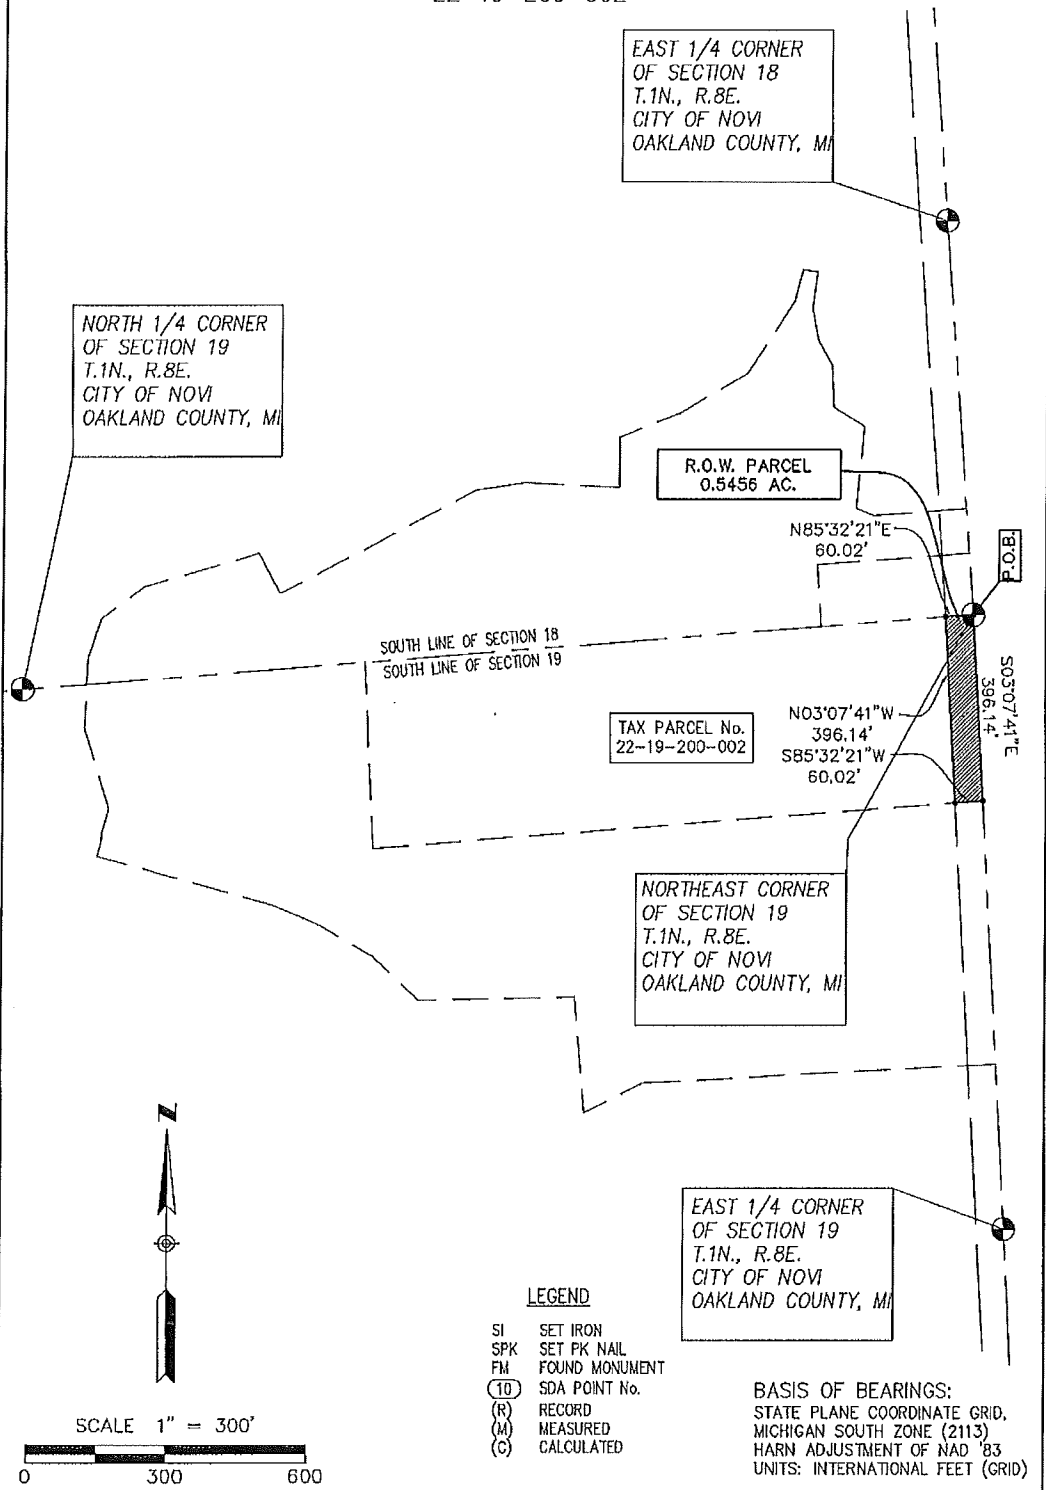 EAST 1/4 CORNER
OF SECTION 18
T.1N., R.8E.
CITY OF NOVI
OAKLAND COUNTY, MI
NORTH 1/4 CORNER
OF SECTION 19
T.1N., R.8E.
CITY OF NOVI
OAKLAND COUNTY, MI
R.O.W. PARCEL
0.5456 AC.
N85°32'21"E
60.02'
P.O.B.
SOUTH LINE OF SECTION 18
SOUTH LINE OF SECTION 19
S03°07'41"E
396.14'
TAX PARCEL No.
22-19-200-002
N03°07'41"W
396.14'
S85°32'21"W
60.02'
NORTHEAST CORNER
OF SECTION 19
T.1N., R.8E.
CITY OF NOVI
OAKLAND COUNTY, MI
N
EAST 1/4 CORNER
OF SECTION 19
T.1N., R.8E.
CITY OF NOVI
OAKLAND COUNTY, MI
LEGEND
SI SET IRON
SPK SET PK NAIL
FM FOUND MONUMENT
10 SDA POINT No.
(R) RECORD
(M) MEASURED
(C) CALCULATED
SCALE 1" = 300'
0 300 600
BASIS OF BEARINGS:
STATE PLANE COORDINATE GRID,
MICHIGAN SOUTH ZONE (2113)
HARN ADJUSTMENT OF NAD '83
UNITS: INTERNATIONAL FEET (GRID)